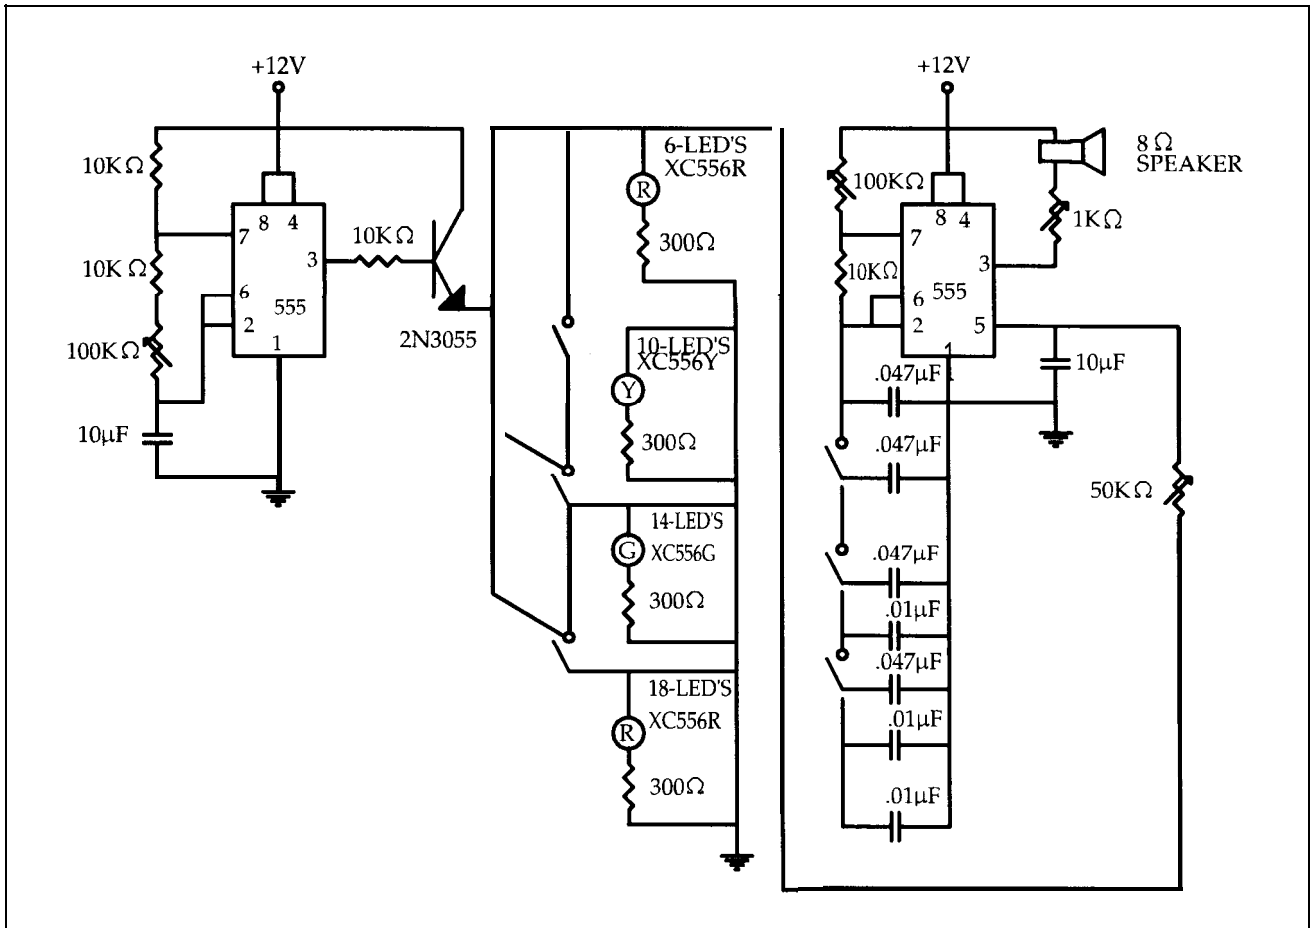 +12V
10KΩ
8 4
7
10KΩ
3
10KΩ
6
555
2
1
100KΩ
10µF
2N3055
6-LED'S
XC556R
R
300Ω
10-LED'S
XC556Y
Y
300Ω
14-LED'S
G
XC556G
300Ω
18-LED'S
XC556R
R
300Ω
+12V
8 Ω
SPEAKER
100KΩ
1KΩ
8 4
7
3
10KΩ
6
555
2
5
1
10µF
.047µF
.047µF
50KΩ
.047µF
.01µF
.047µF
.01µF
.01µF